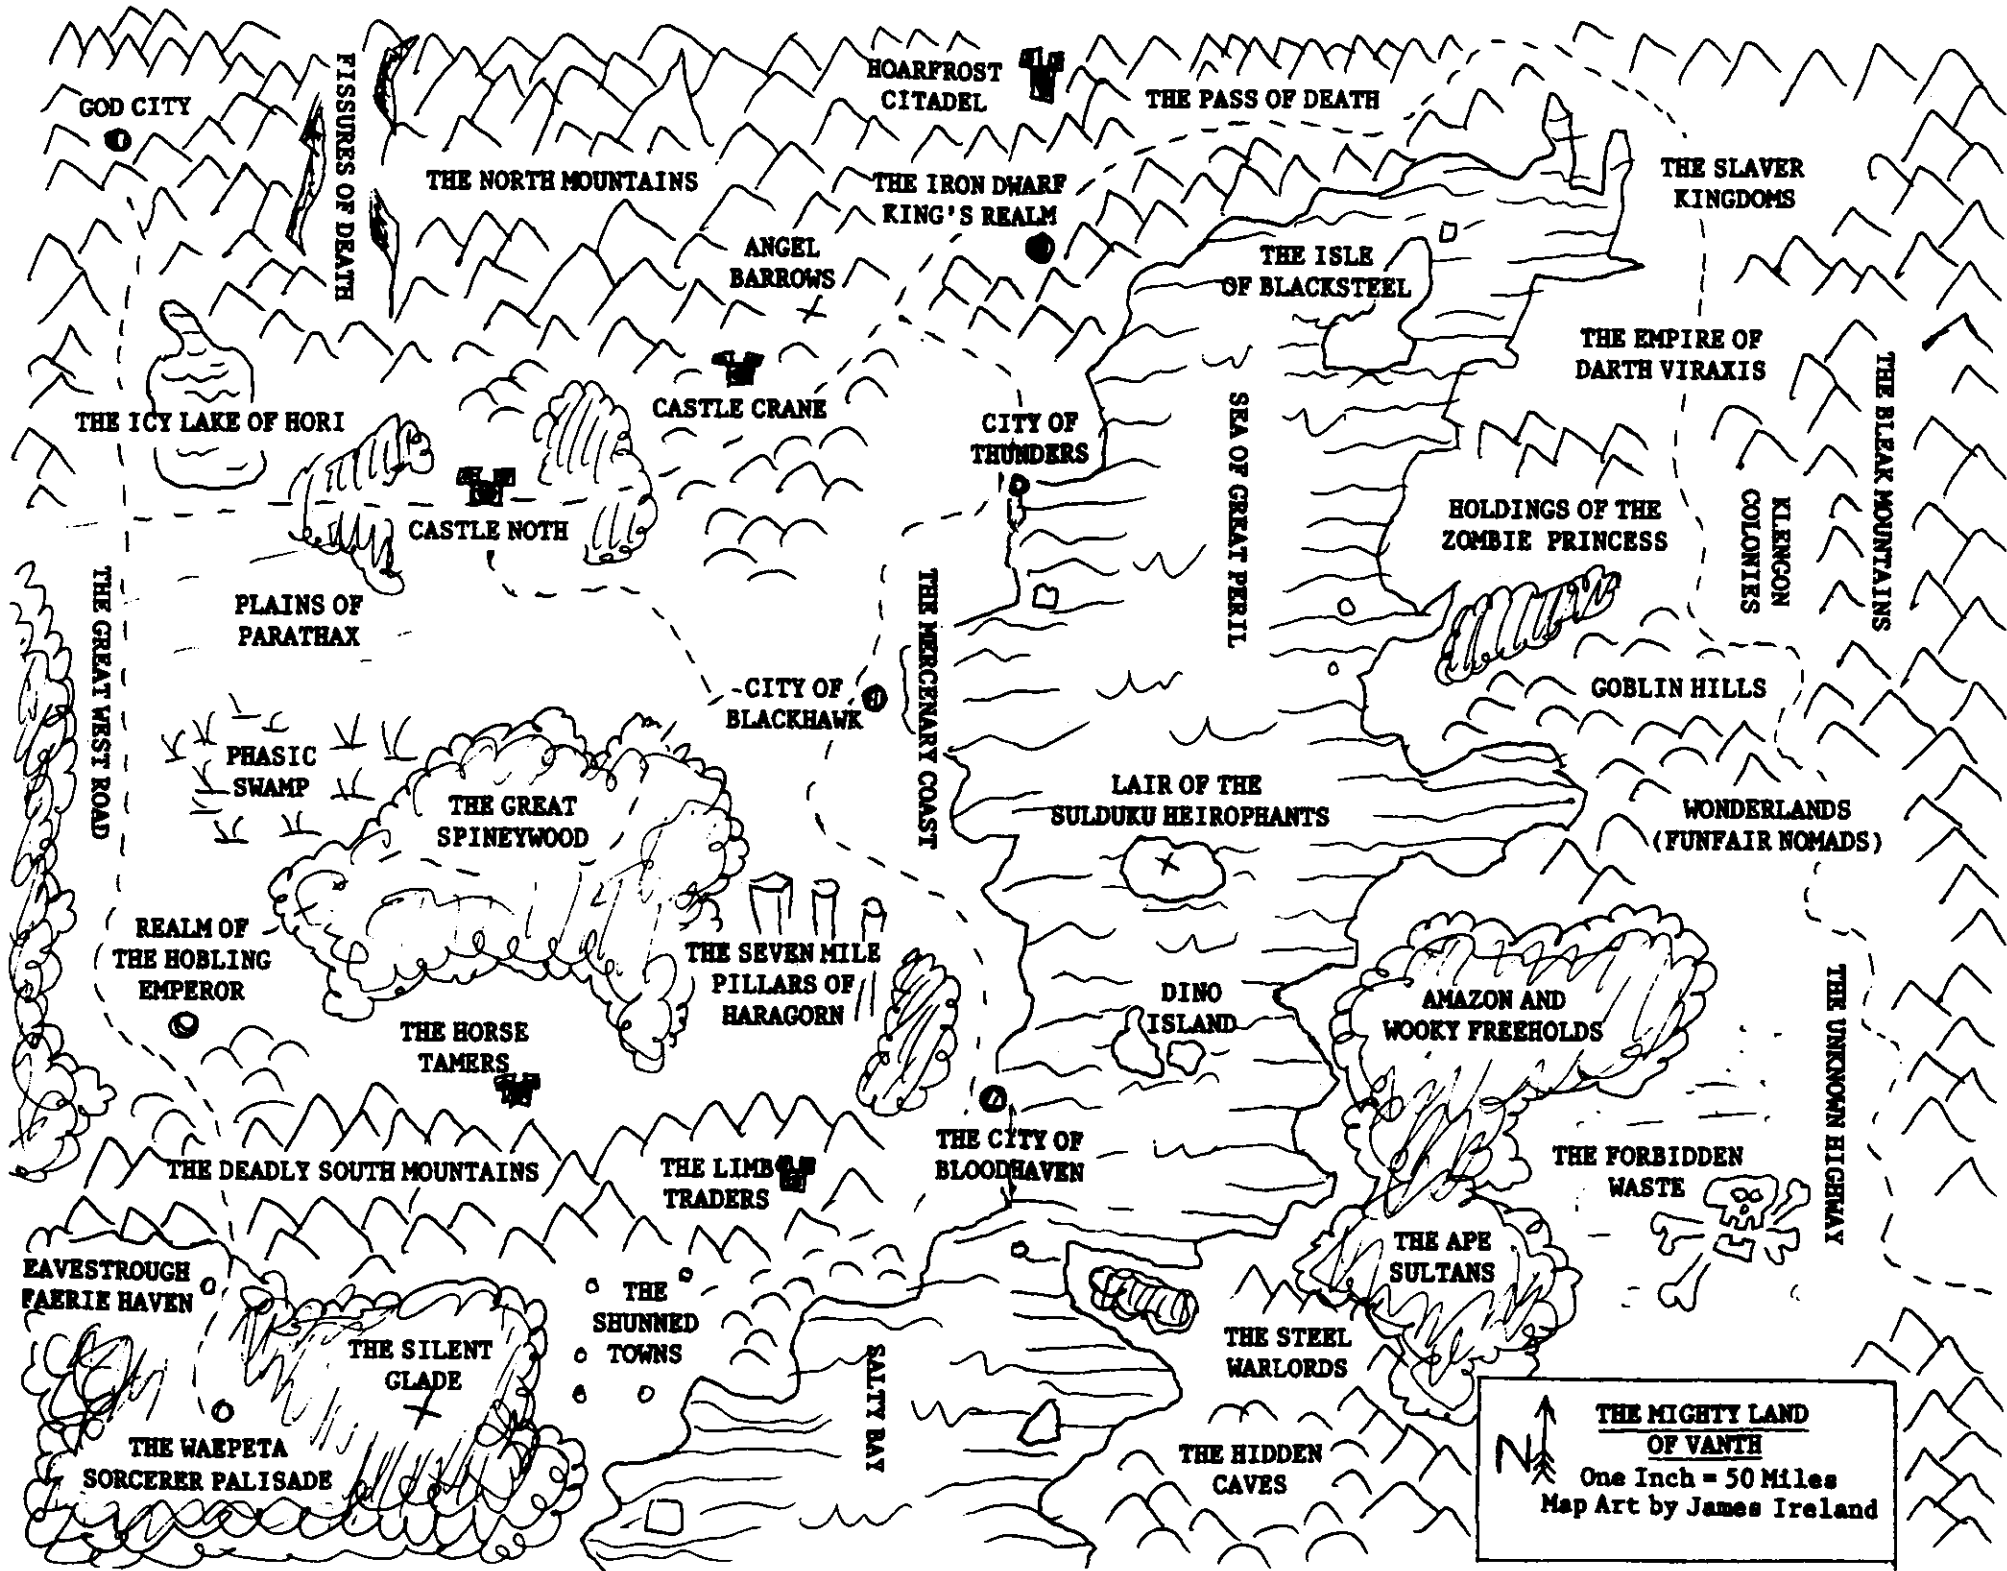 GOD CITY
FISSSURES OF DEATH
HOARFROST
CITADEL
THE PASS OF DEATH
THE NORTH MOUNTAINS
THE IRON DWARF
KING'S REALM
THE SLAVER
KINGDOMS
ANGEL
BARROWS
THE ISLE
OF BLACKSTEEL
THE EMPIRE OF
DARTH VIRAXIS
THE BLEAK MOUNTAINS
THE ICY LAKE OF HORI
CASTLE CRANE
CITY OF
THUNDERS
SEA OF GREAT PERIL
CASTLE NOTH
HOLDINGS OF THE
ZOMBIE PRINCESS
KLENGON
COLONIES
THE GREAT WEST ROAD
PLAINS OF
PARATHAX
THE MERCENARY COAST
CITY OF
BLACKHAWK
GOBLIN HILLS
PHASIC
SWAMP
THE GREAT
SPINEYWOOD
LAIR OF THE
SULDUKU HEIROPHANTS
WONDERLANDS
(FUNFAIR NOMADS)
REALM OF
THE HOBLING
EMPEROR
THE SEVEN MILE
PILLARS OF
HARAGORN
DINO
ISLAND
AMAZON AND
WOOKY FREEHOLDS
THE UNKNOWN HIGHWAY
THE HORSE
TAMERS
THE DEADLY SOUTH MOUNTAINS
THE LIMB
TRADERS
THE CITY OF
BLOODHAVEN
THE FORBIDDEN
WASTE
EAVESTROUGH
FAERIE HAVEN
THE
SHUNNED
TOWNS
THE APE
SULTANS
THE SILENT
GLADE
SALTY BAY
THE STEEL
WARLORDS
THE WAEPETA
SORCERER PALISADE
THE HIDDEN
CAVES
N
THE MIGHTY LAND
OF VANTH
One Inch = 50 Miles
Map Art by James Ireland